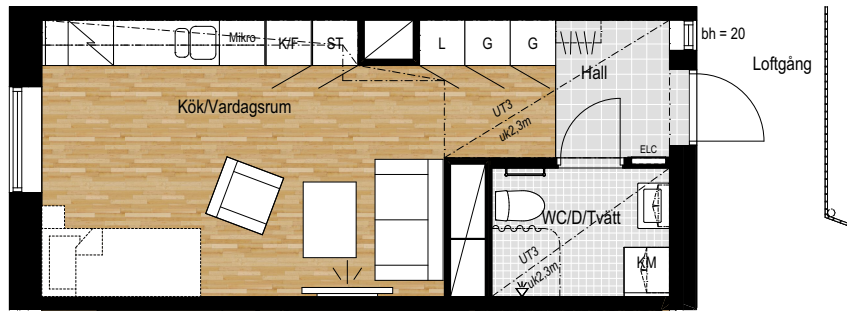 Mikro
K/F
ST
L
G
G
bh = 20
Hall
Loftgång
Kök/Vardagsrum
UT3
uk2,3m
ELC
WC/D/Tvätt
UT3
uk2,3m
KM